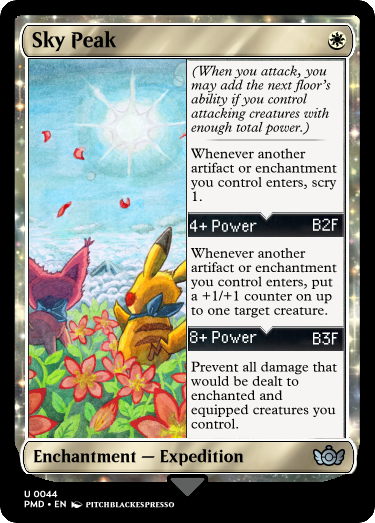 Sky Peak
(When you attack, you
may add the next floor's
ability if you control
attacking creatures with
enough total power.)
Whenever another
artifact or enchantment
you control enters, scry
1.
4+ Power B2F
Whenever another
artifact or enchantment
you control enters, put
a +1/+1 counter on up
to one target creature.
8+ Power B3F
Prevent all damage that
would be dealt to
enchanted and
equipped creatures you
control.
Enchantment — Expedition
U 0044
PMD • EN PITCHBLACKESPRESSO